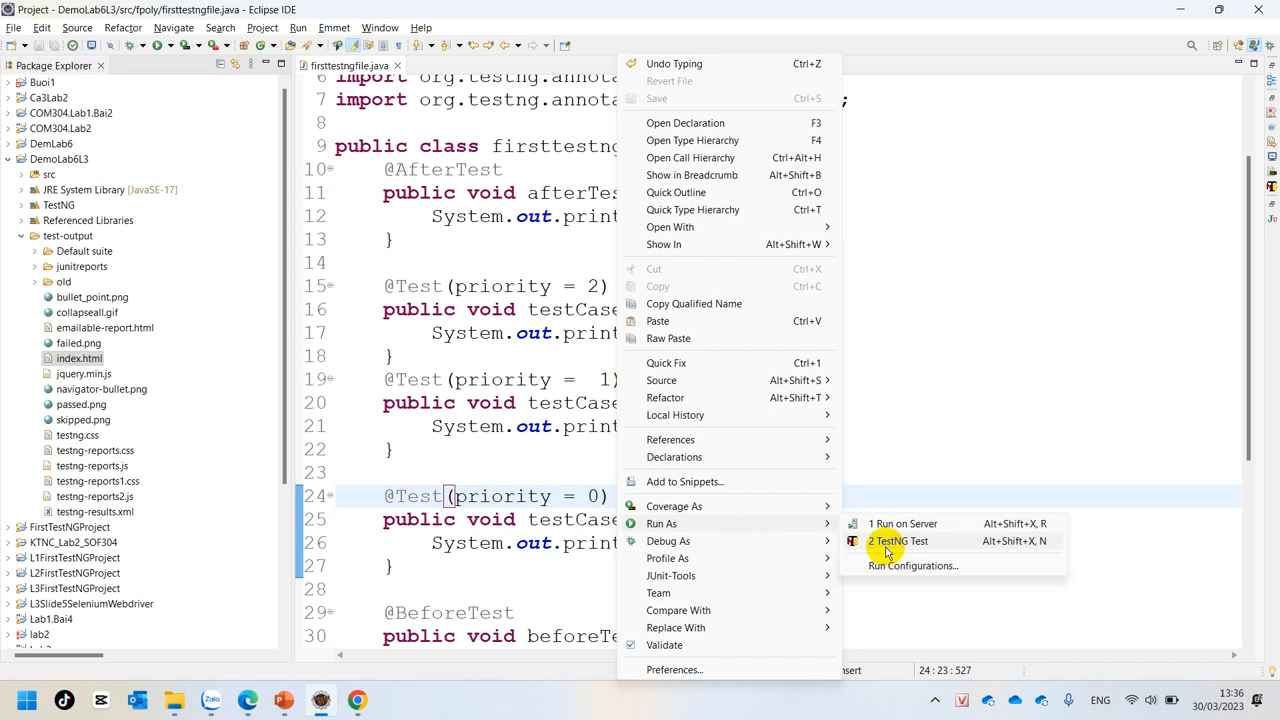 Project - DemoLab6L3/src/fpoly/firsttestngfile.java - Eclipse IDE
File Edit Source Refactor Navigate Search Project Run Emmet Window Help
Package Explorer
Buoi1
Ca3Lab2
COM304.Lab1.Bai2
COM304.Lab2
DemLab6
DemoLab6L3
src
JRE System Library [JavaSE-17]
TestNG
Referenced Libraries
test-output
Default suite
junitreports
old
bullet_point.png
collapseall.gif
emailable-report.html
failed.png
index.html
jquery.min.js
navigator-bullet.png
passed.png
skipped.png
testng.css
testng-reports.css
testng-reports.js
testng-reports1.css
testng-reports2.js
testng-results.xml
FirstTestNGProject
KTNC_Lab2_SOF304
L1FirstTestNGProject
L2FirstTestNGProject
L3FirstTestNGProject
L3Slide5SeleniumWebdriver
Lab1.Bai4
lab2
firsttestngfile.java
6 import org.testng.annota
7 import org.testng.annota ;
8
9 public class firsttestng
10 @AfterTest
11 public void afterTes
12 System.out.print
13 }
14
15 @Test(priority = 2)
16 public void testCase
17 System.out.print
18 }
19 @Test(priority =  1)
20 public void testCase
21 System.out.print
22 }
23
24 @Test(priority = 0)
25 public void testCase
26 System.out.print
27 }
28
29 @BeforeTest
30 public void beforeTe
Undo Typing Ctrl+Z
Revert File
Save Ctrl+S
Open Declaration F3
Open Type Hierarchy F4
Open Call Hierarchy Ctrl+Alt+H
Show in Breadcrumb Alt+Shift+B
Quick Outline Ctrl+O
Quick Type Hierarchy Ctrl+T
Open With
Show In Alt+Shift+W
Cut Ctrl+X
Copy Ctrl+C
Copy Qualified Name
Paste Ctrl+V
Raw Paste
Quick Fix Ctrl+1
Source Alt+Shift+S
Refactor Alt+Shift+T
Local History
References
Declarations
Add to Snippets...
Coverage As
Run As
Debug As
Profile As
JUnit-Tools
Team
Compare With
Replace With
Validate
Preferences...
1 Run on Server Alt+Shift+X, R
2 TestNG Test Alt+Shift+X, N
Run Configurations...
nsert 24 : 23 : 527
Zalo
ENG
13:36
30/03/2023